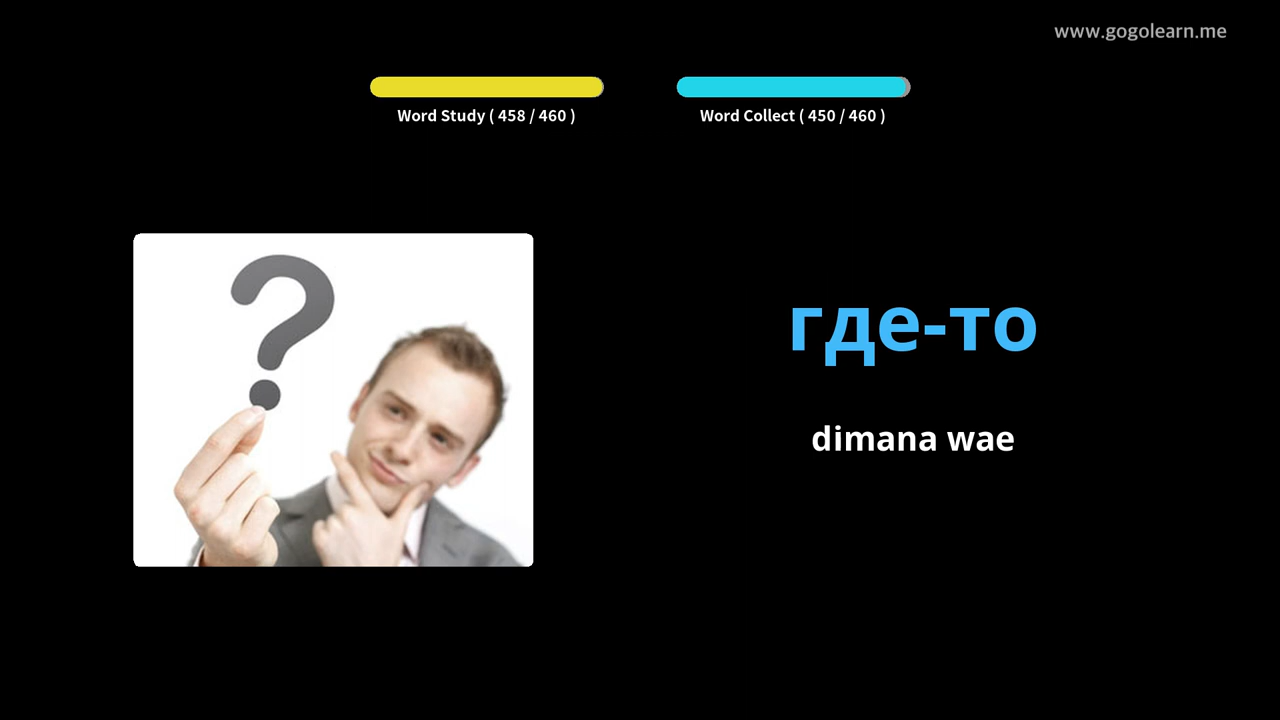 www.gogolearn.me
Word Study ( 458 / 460 )
Word Collect ( 450 / 460 )
?
где-то
dimana wae